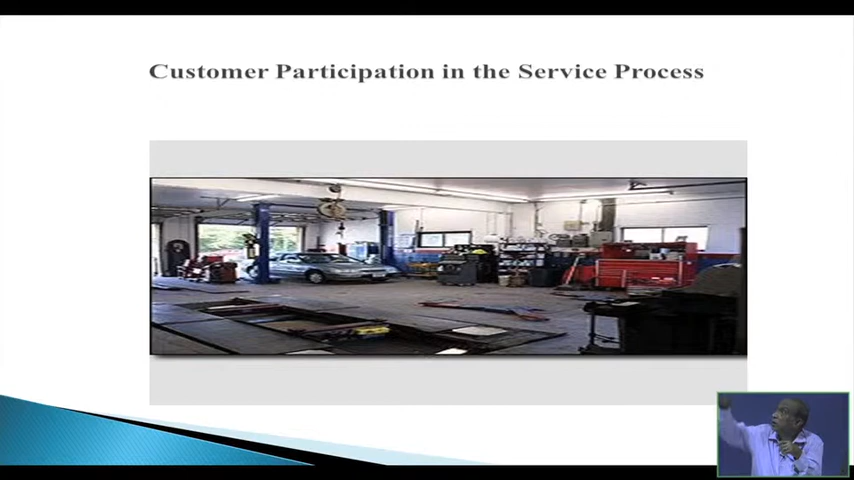 Customer Participation in the Service Process